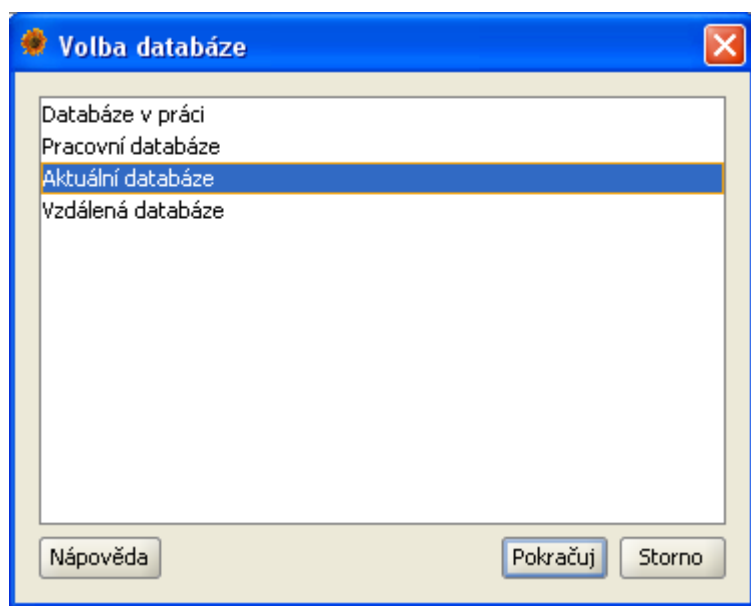 Volba databáze
Databáze v práci
Pracovní databáze
Aktuální databáze
Vzdálená databáze
Nápověda Pokračuj Storno